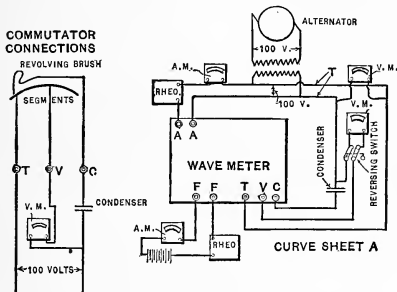 COMMUTATOR
CONNECTIONS
REVOLVING BRUSH
SEGMENTS
T V C
V.M.
CONDENSER
100 VOLTS
ALTERNATOR
100 V.
A.M.
T
V.M.
RHEO.
100 V.
V.M.
A A
WAVE METER
CONDENSER
REVERSING SWITCH
F F T V C
A.M.
RHEO
CURVE SHEET A